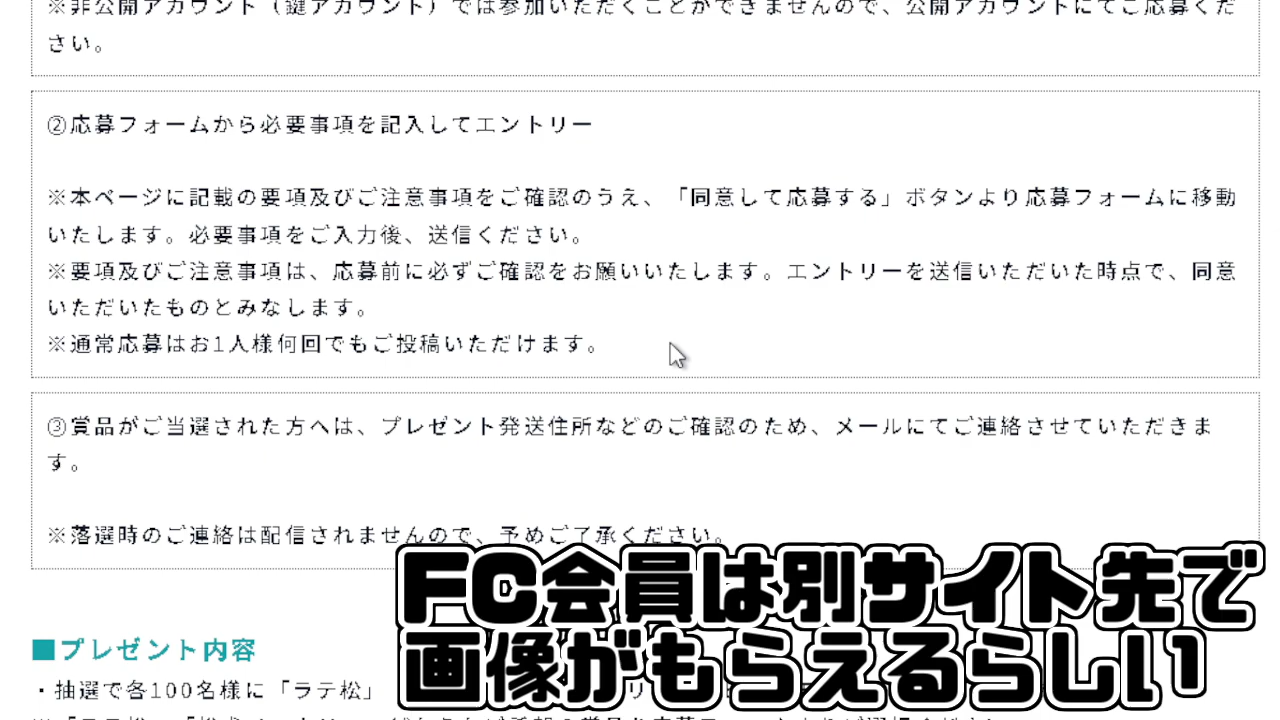 ※非公開アカウント（鍵アカウント）では参加いただくことができませんので、公開アカウントにてご応募くだ
さい。
②応募フォームから必要事項を記入してエントリー
※本ページに記載の要項及びご注意事項をご確認のうえ、「同意して応募する」ボタンより応募フォームに移動
いたします。必要事項をご入力後、送信ください。
※要項及びご注意事項は、応募前に必ずご確認をお願いいたします。エントリーを送信いただいた時点で、同意
いただいたものとみなします。
※通常応募はお1人様何回でもご投稿いただけます。
③賞品がご当選された方へは、プレゼント発送住所などのご確認のため、メールにてご連絡させていただきま
す。
※落選時のご連絡は配信されませんので、予めご了承ください。
FC会員は別サイト先で
画像がもらえるらしい
■プレゼント内容
・抽選で各100名様に「ラテ松」